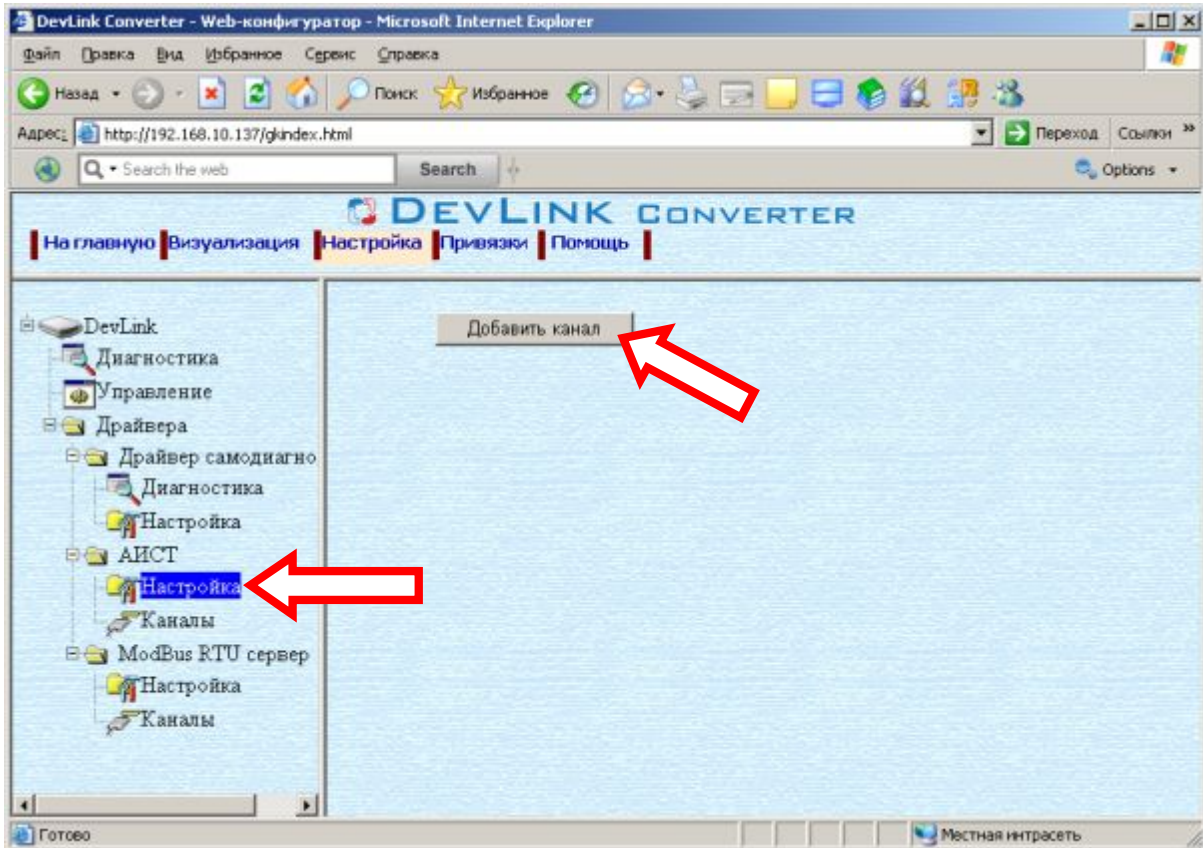 DevLink Converter - Web-конфигуратор - Microsoft Internet Explorer
Файл Правка Вид Избранное Сервис Справка
Назад Поиск Избранное
Адрес: http://192.168.10.137/gkindex.html Переход Ссылки »
Search the web Search Options
DEVLINK CONVERTER
На главную Визуализация Настройка Привязки Помощь
DevLink
Добавить канал
Диагностика
Управление
Драйвера
Драйвер самодиагно
Диагностика
Настройка
АИСТ
Настройка
Каналы
ModBus RTU сервер
Настройка
Каналы
Готово Местная интрасеть